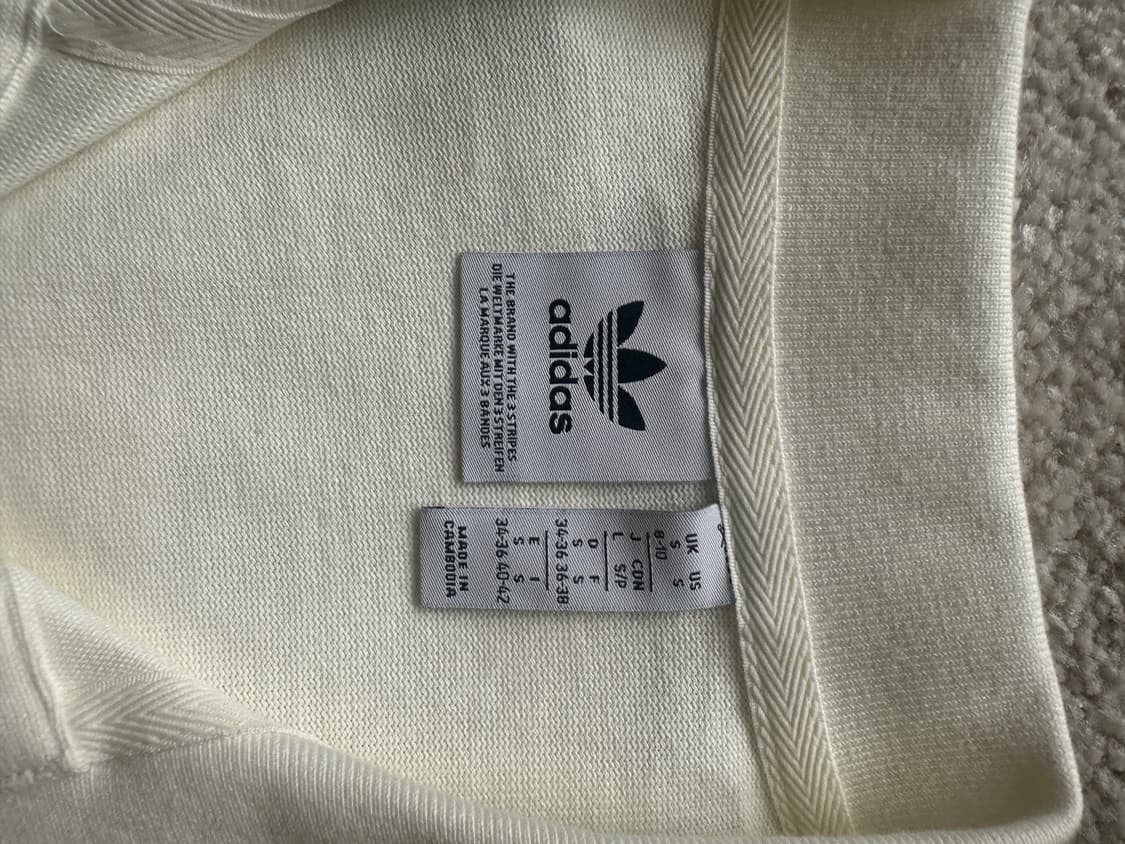 adidas
THE BRAND WITH THE 3 STRIPES
DIE WELTMARKE MIT DEN 3 STREIFEN
LA MARQUE AUX 3 BANDES
UK US
S S
8-10
J CDN
L S/P
D F
S S
34-36 36-38
E I
S S
34-36 40-42
MADE IN
CAMBODIA